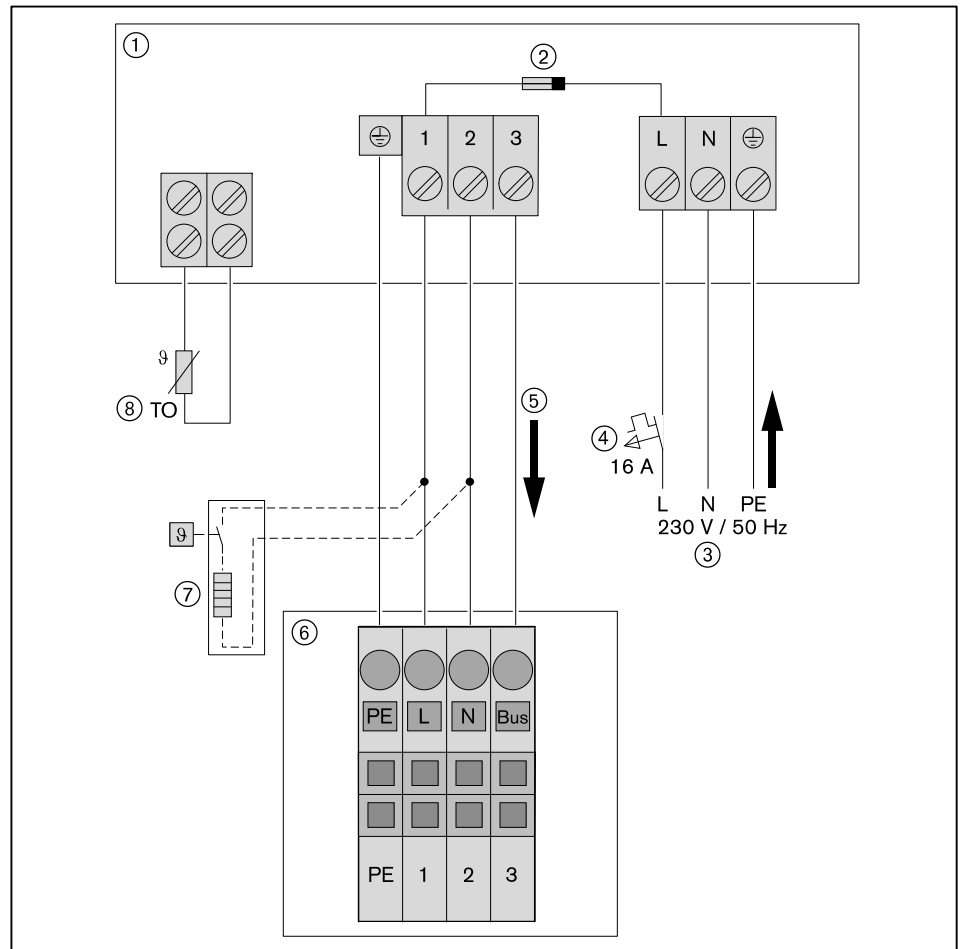 ①
②
1 2 3
L N
ϑ
⑧ TO
⑤
④
16 A
L N PE
230 V / 50 Hz
③
ϑ
⑦
⑥
PE L N Bus
PE 1 2 3